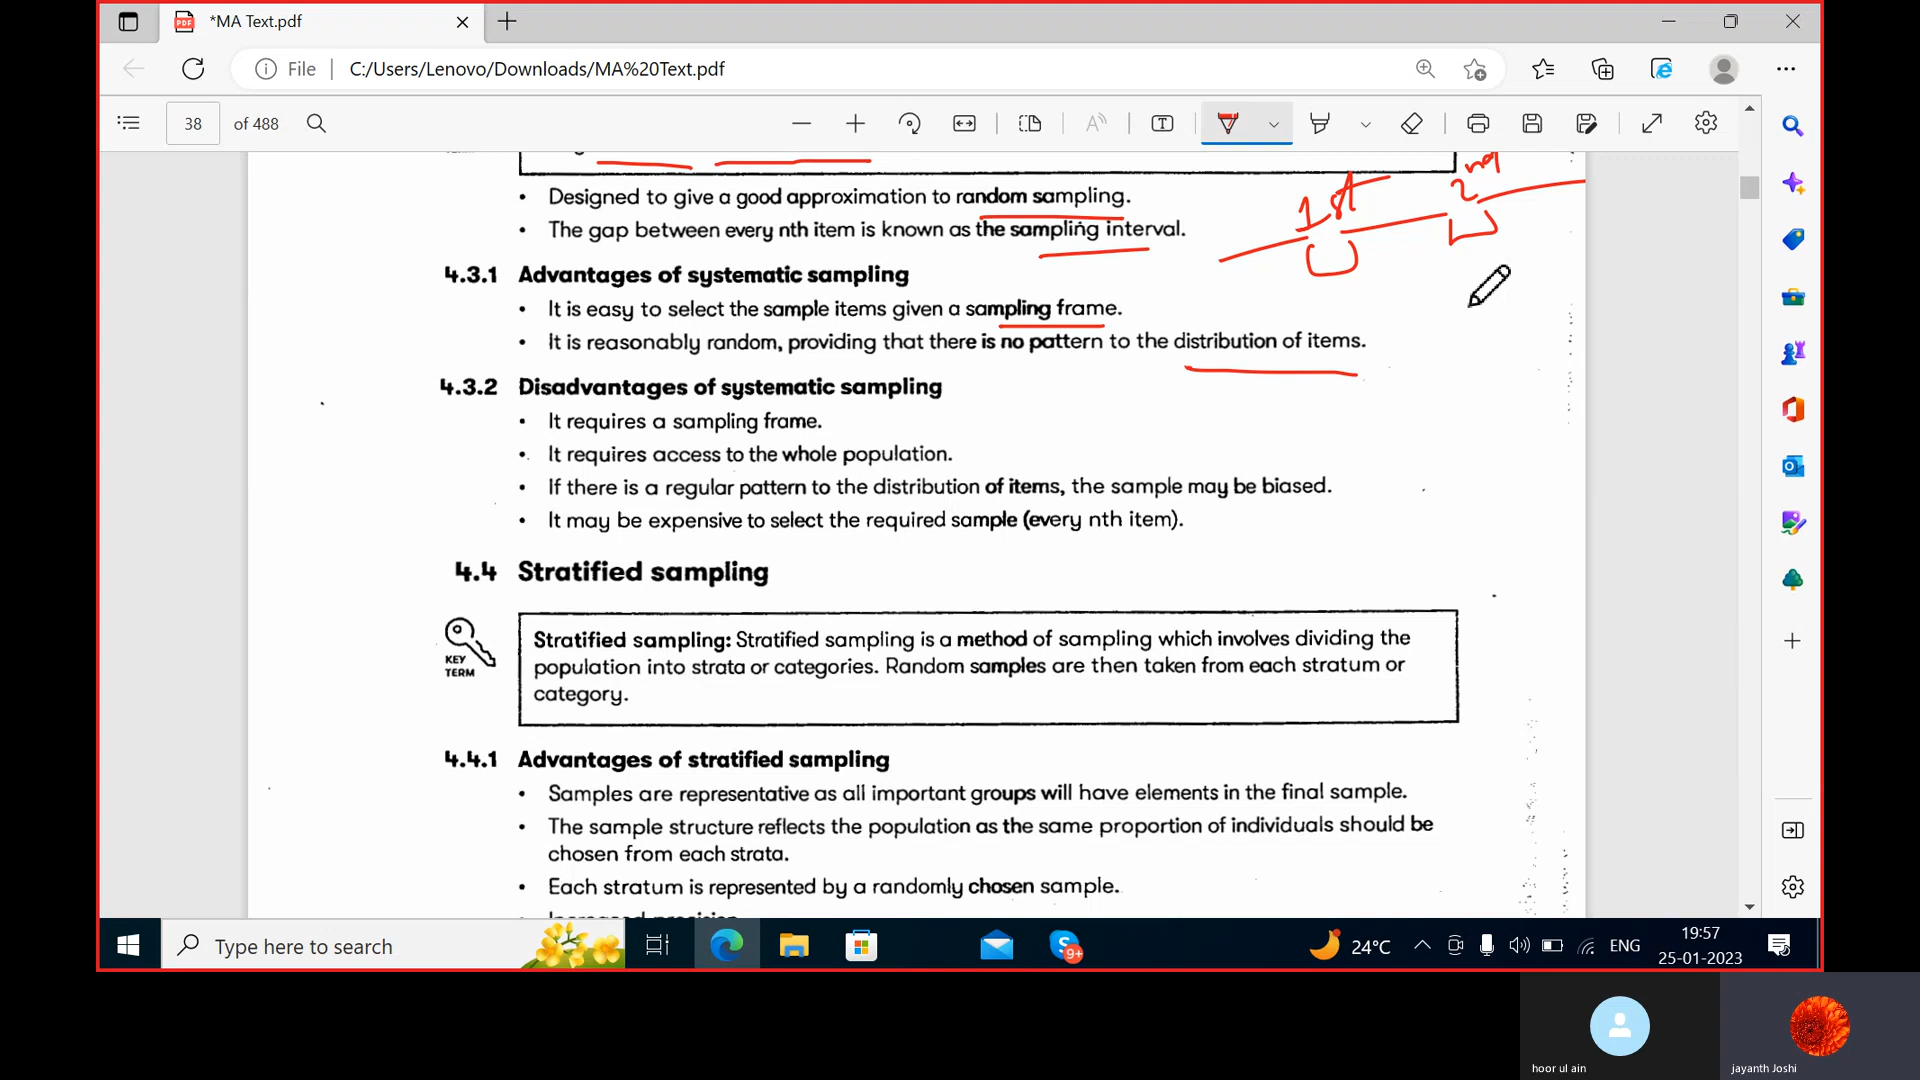 *MA Text.pdf
File
C:/Users/Lenovo/Downloads/MA%20Text.pdf
38 of 488
1st
2nd
• Designed to give a good approximation to random sampling.
• The gap between every nth item is known as the sampling interval.
4.3.1 Advantages of systematic sampling
• It is easy to select the sample items given a sampling frame.
• It is reasonably random, providing that there is no pattern to the distribution of items.
4.3.2 Disadvantages of systematic sampling
• It requires a sampling frame.
• It requires access to the whole population.
• If there is a regular pattern to the distribution of items, the sample may be biased.
• It may be expensive to select the required sample (every nth item).
4.4 Stratified sampling
KEY
TERM
Stratified sampling: Stratified sampling is a method of sampling which involves dividing the
population into strata or categories. Random samples are then taken from each stratum or
category.
4.4.1 Advantages of stratified sampling
• Samples are representative as all important groups will have elements in the final sample.
• The sample structure reflects the population as the same proportion of individuals should be
chosen from each strata.
• Each stratum is represented by a randomly chosen sample.
• Increased precision
Type here to search
9+
24°C
ENG
19:57
25-01-2023
hoor ul ain
jayanth Joshi